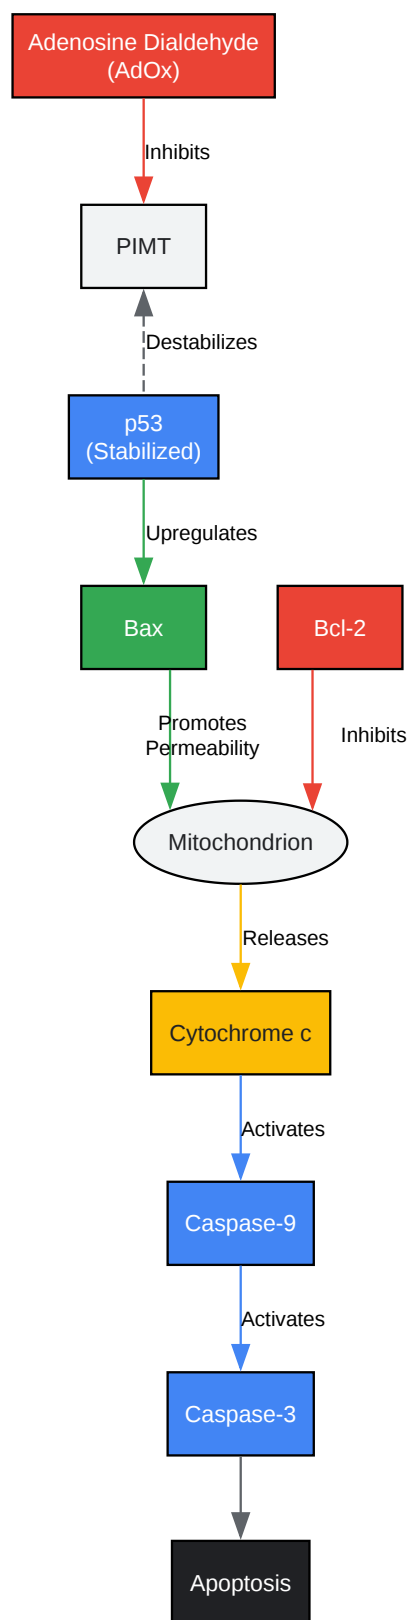 Adenosine Dialdehyde
(AdOx)
Inhibits
PIMT
Destabilizes
p53
(Stabilized)
Upregulates
Bax
Bcl-2
Promotes
Permeability
Inhibits
Mitochondrion
Releases
Cytochrome c
Activates
Caspase-9
Activates
Caspase-3
Apoptosis